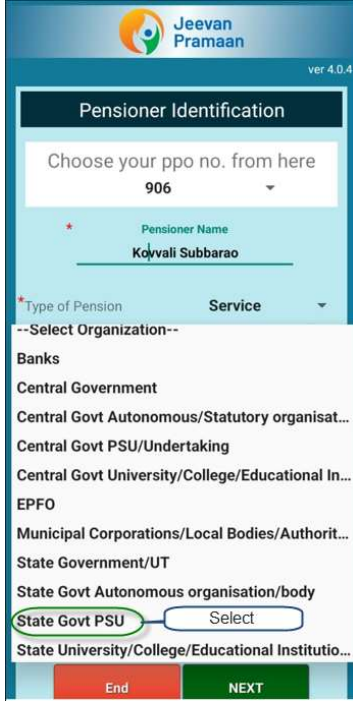 Jeevan
Pramaan
ver 4.0.4
Pensioner Identification
Choose your ppo no. from here
906
* Pensioner Name
Kovvali Subbarao
*Type of Pension Service
--Select Organization--
Banks
Central Government
Central Govt Autonomous/Statutory organisat...
Central Govt PSU/Undertaking
Central Govt University/College/Educational In...
EPFO
Municipal Corporations/Local Bodies/Authorit...
State Government/UT
State Govt Autonomous organisation/body
State Govt PSU Select
State University/College/Educational Institutio...
End NEXT